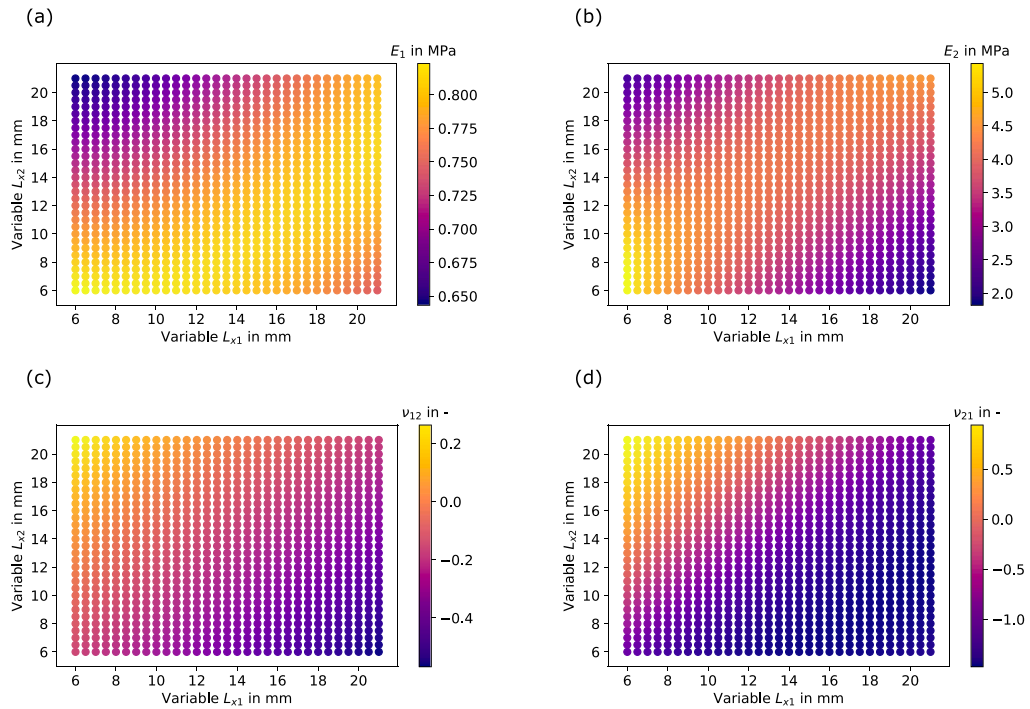 (a)
E₁ in MPa
Variable Lₓ₂ in mm
20
18
16
14
12
10
8
6
6 8 10 12 14 16 18 20
Variable Lₓ₁ in mm
0.800
0.775
0.750
0.725
0.700
0.675
0.650
(b)
E₂ in MPa
Variable Lₓ₂ in mm
20
18
16
14
12
10
8
6
6 8 10 12 14 16 18 20
Variable Lₓ₁ in mm
5.0
4.5
4.0
3.5
3.0
2.5
2.0
(c)
ν₁₂ in -
Variable Lₓ₂ in mm
20
18
16
14
12
10
8
6
6 8 10 12 14 16 18 20
Variable Lₓ₁ in mm
0.2
0.0
−0.2
−0.4
(d)
ν₂₁ in -
Variable Lₓ₂ in mm
20
18
16
14
12
10
8
6
6 8 10 12 14 16 18 20
Variable Lₓ₁ in mm
0.5
0.0
−0.5
−1.0